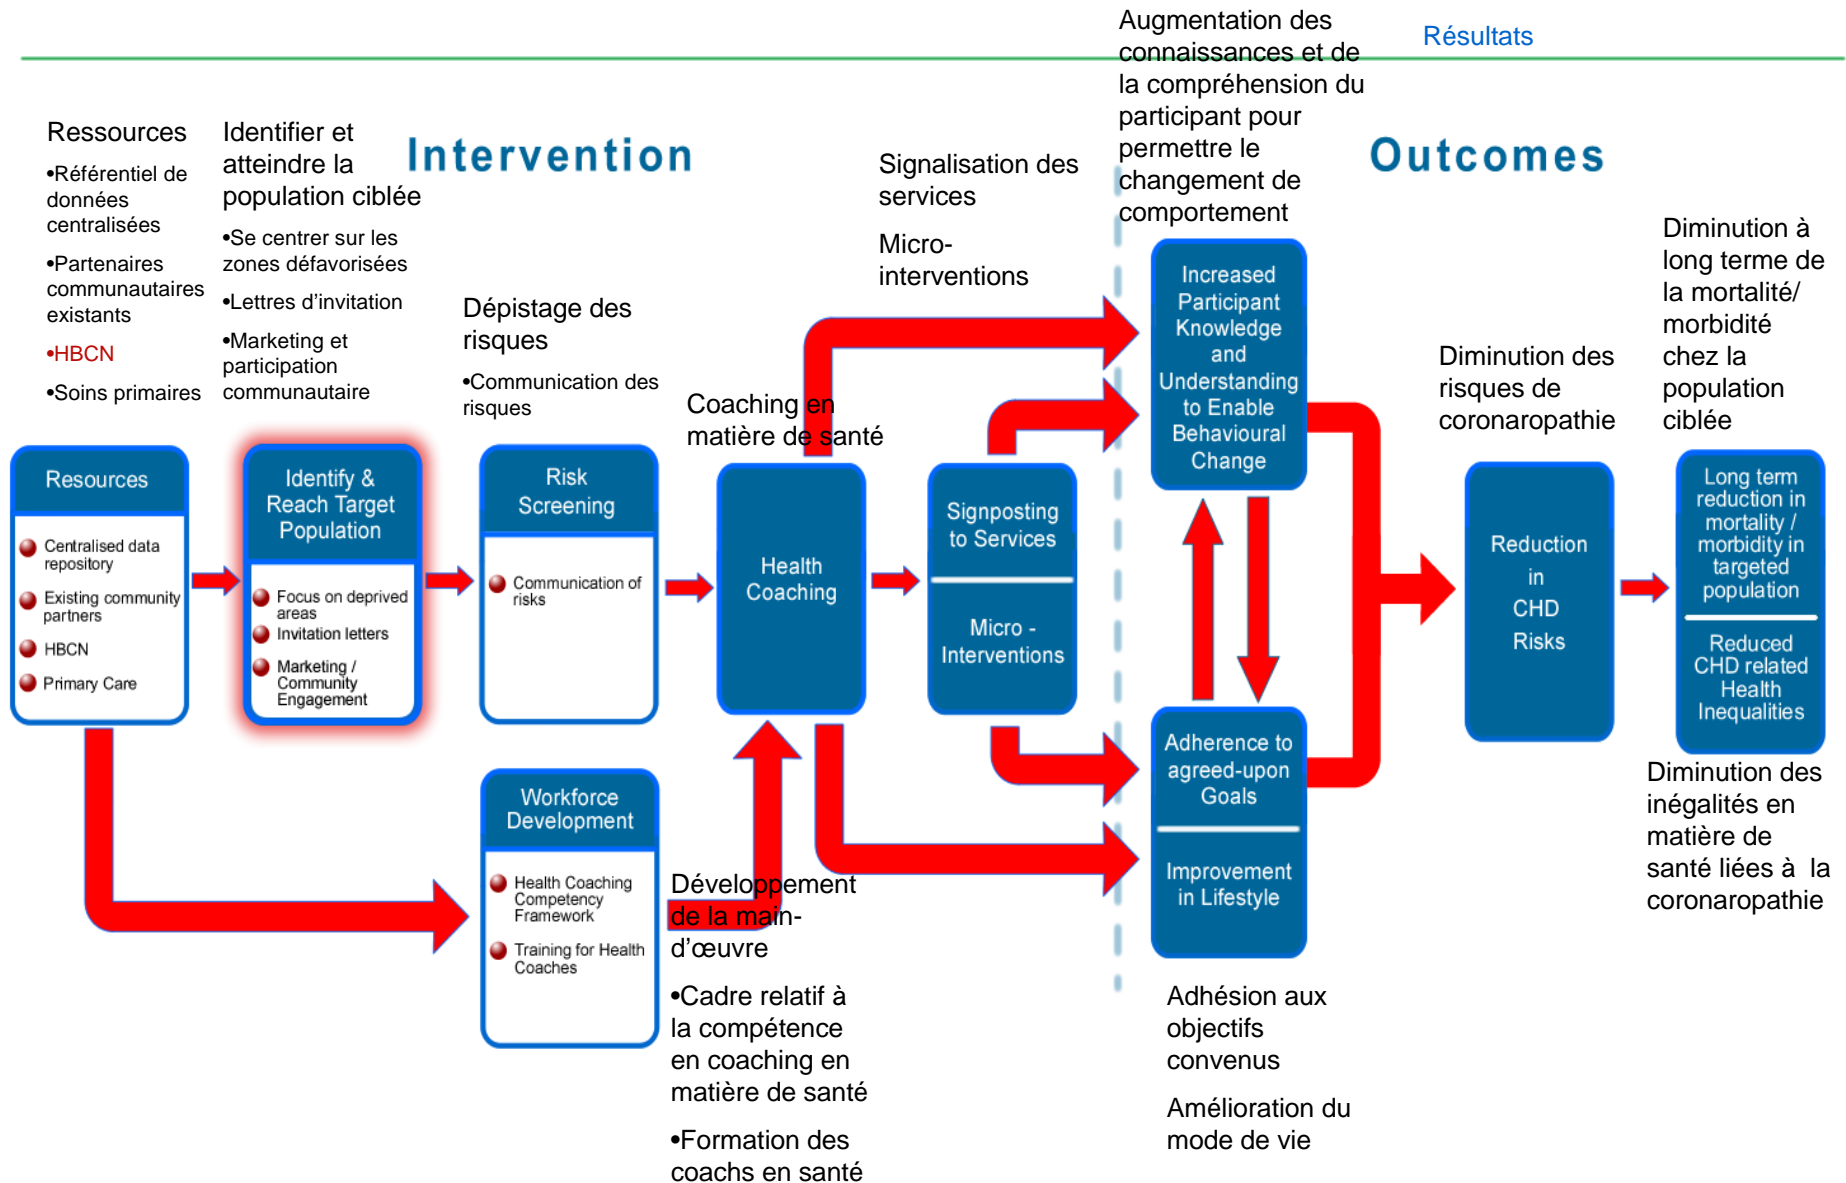 Résultats
Augmentation des
connaissances et de
la compréhension du
participant pour
permettre le
changement de
comportement
Ressources
•Référentiel de
données
centralisées
•Partenaires
communautaires
existants
•HBCN
•Soins primaires
Identifier et
atteindre la
population ciblée
•Se centrer sur les
zones défavorisées
•Lettres d'invitation
•Marketing et
participation
communautaire
Intervention
Dépistage des
risques
•Communication des
risques
Coaching en
matière de santé
Signalisation des
services
Micro-
interventions
Outcomes
Diminution des
risques de
coronaropathie
Diminution à
long terme de
la mortalité/
morbidité
chez la
population
ciblée
Resources
Centralised data
repository
Existing community
partners
HBCN
Primary Care
Identify &
Reach Target
Population
Focus on deprived
areas
Invitation letters
Marketing /
Community
Engagement
Risk
Screening
Communication of
risks
Health
Coaching
Signposting
to Services
Micro -
Interventions
Increased
Participant
Knowledge
and
Understanding
to Enable
Behavioural
Change
Adherence to
agreed-upon
Goals
Improvement
in Lifestyle
Reduction
in
CHD
Risks
Long term
reduction in
mortality /
morbidity in
targeted
population
Reduced
CHD related
Health
Inequalities
Workforce
Development
Health Coaching
Competency
Framework
Training for Health
Coaches
Développement
de la main-
d'œuvre
•Cadre relatif à
la compétence
en coaching en
matière de santé
•Formation des
coachs en santé
Adhésion aux
objectifs
convenus
Amélioration du
mode de vie
Diminution des
inégalités en
matière de
santé liées à la
coronaropathie